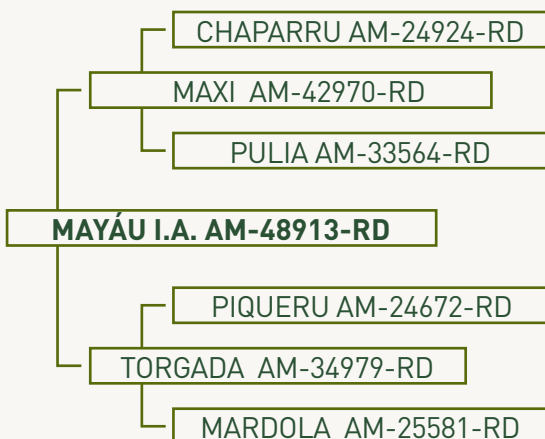 CHAPARRU AM-24924-RD
MAXI AM-42970-RD
PULIA AM-33564-RD
MAYÁU I.A. AM-48913-RD
PIQUERU AM-24672-RD
TORGADA AM-34979-RD
MARDOLA AM-25581-RD